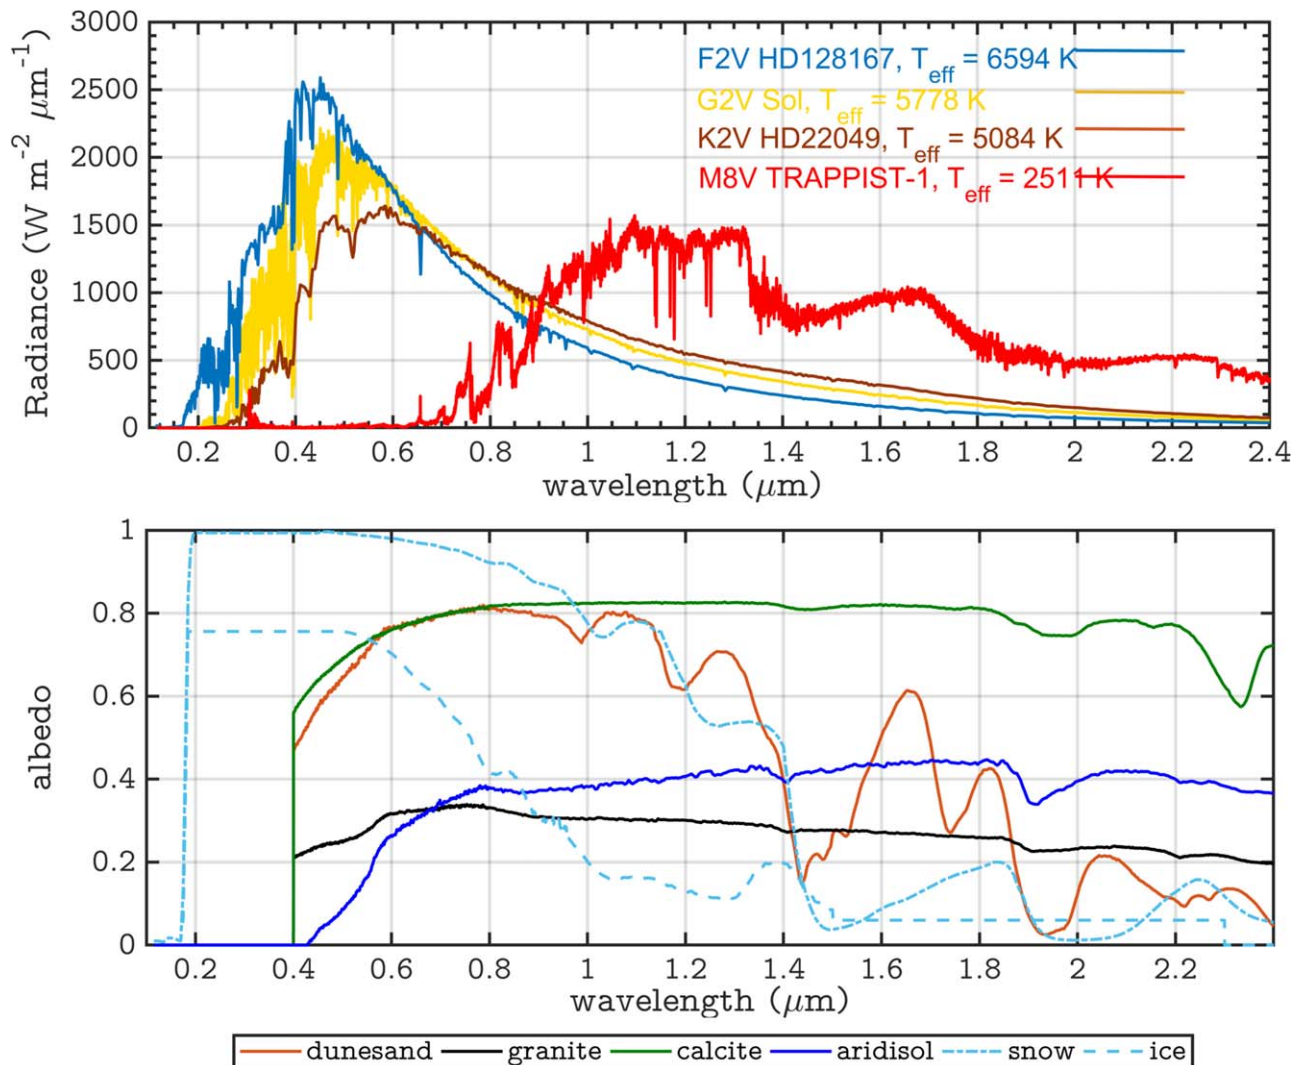 3000
2500
2000
1500
1000
500
0
Radiance (W m-2 μm-1)
F2V HD128167, Teff = 6594 K
G2V Sol, Teff = 5778 K
K2V HD22049, Teff = 5084 K
M8V TRAPPIST-1, Teff = 2511 K
0.2 0.4 0.6 0.8 1 1.2 1.4 1.6 1.8 2 2.2 2.4
wavelength (μm)
1
0.8
0.6
0.4
0.2
0
albedo
0.2 0.4 0.6 0.8 1 1.2 1.4 1.6 1.8 2 2.2
wavelength (μm)
dunesand granite calcite aridisol snow ice